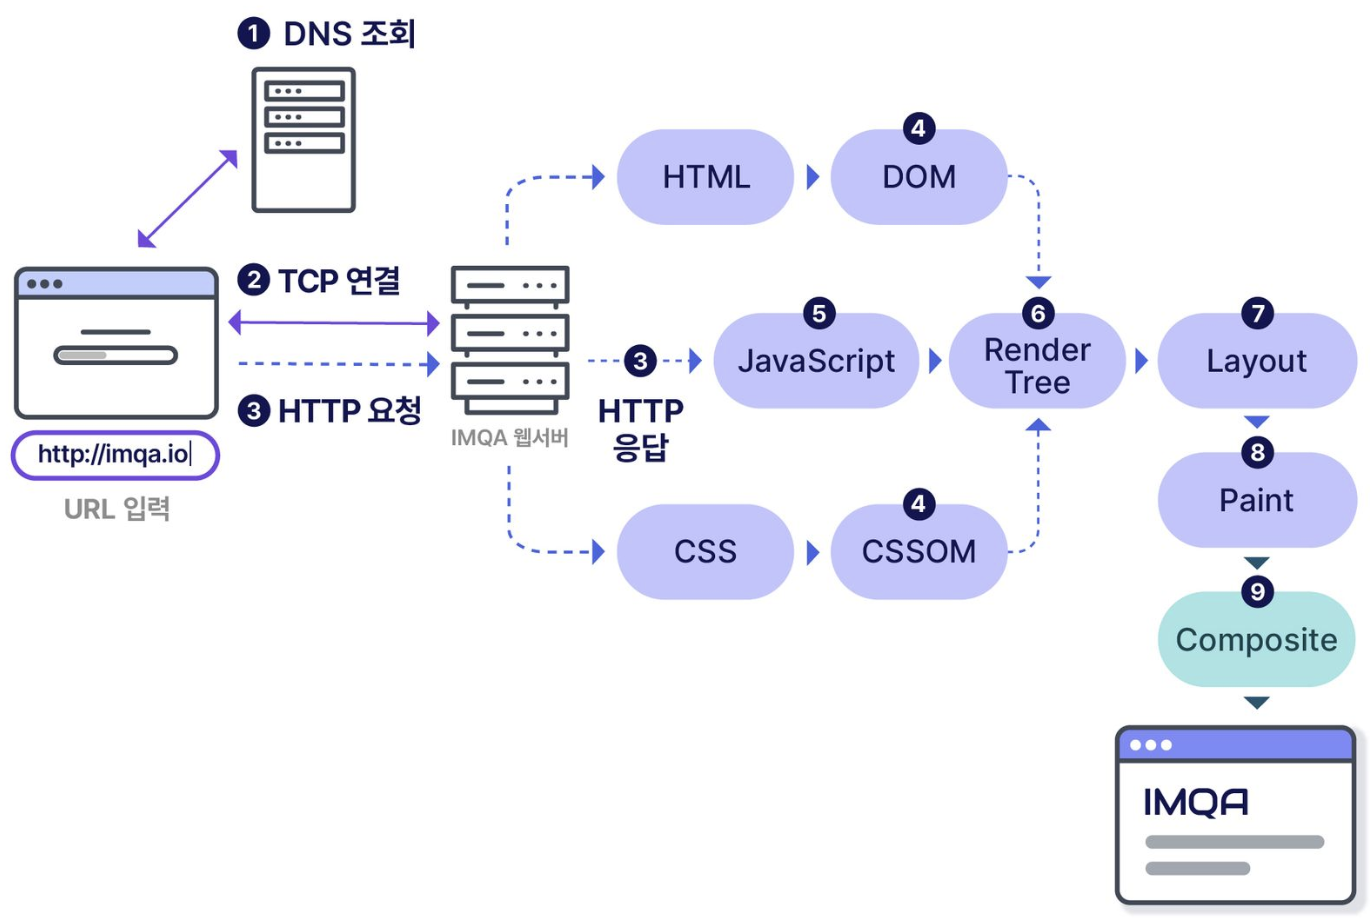 1 DNS 조회
2 TCP 연결
3 HTTP 요청
http://imqa.io
URL 입력
IMQA 웹서버
3
HTTP
응답
HTML
4
DOM
5
JavaScript
CSS
4
CSSOM
6
Render
Tree
7
Layout
8
Paint
9
Composite
IMQA